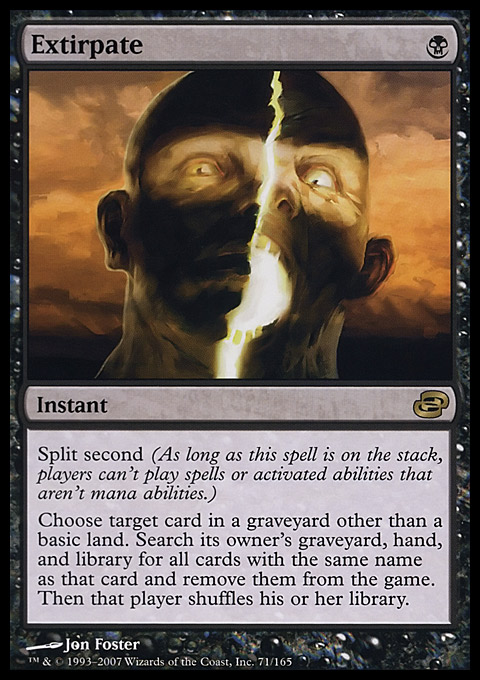 Extirpate
Instant
Split second (As long as this spell is on the stack,
players can't play spells or activated abilities that
aren't mana abilities.)
Choose target card in a graveyard other than a
basic land. Search its owner's graveyard, hand,
and library for all cards with the same name
as that card and remove them from the game.
Then that player shuffles his or her library.
Jon Foster
™ & © 1993–2007 Wizards of the Coast, Inc. 71/165